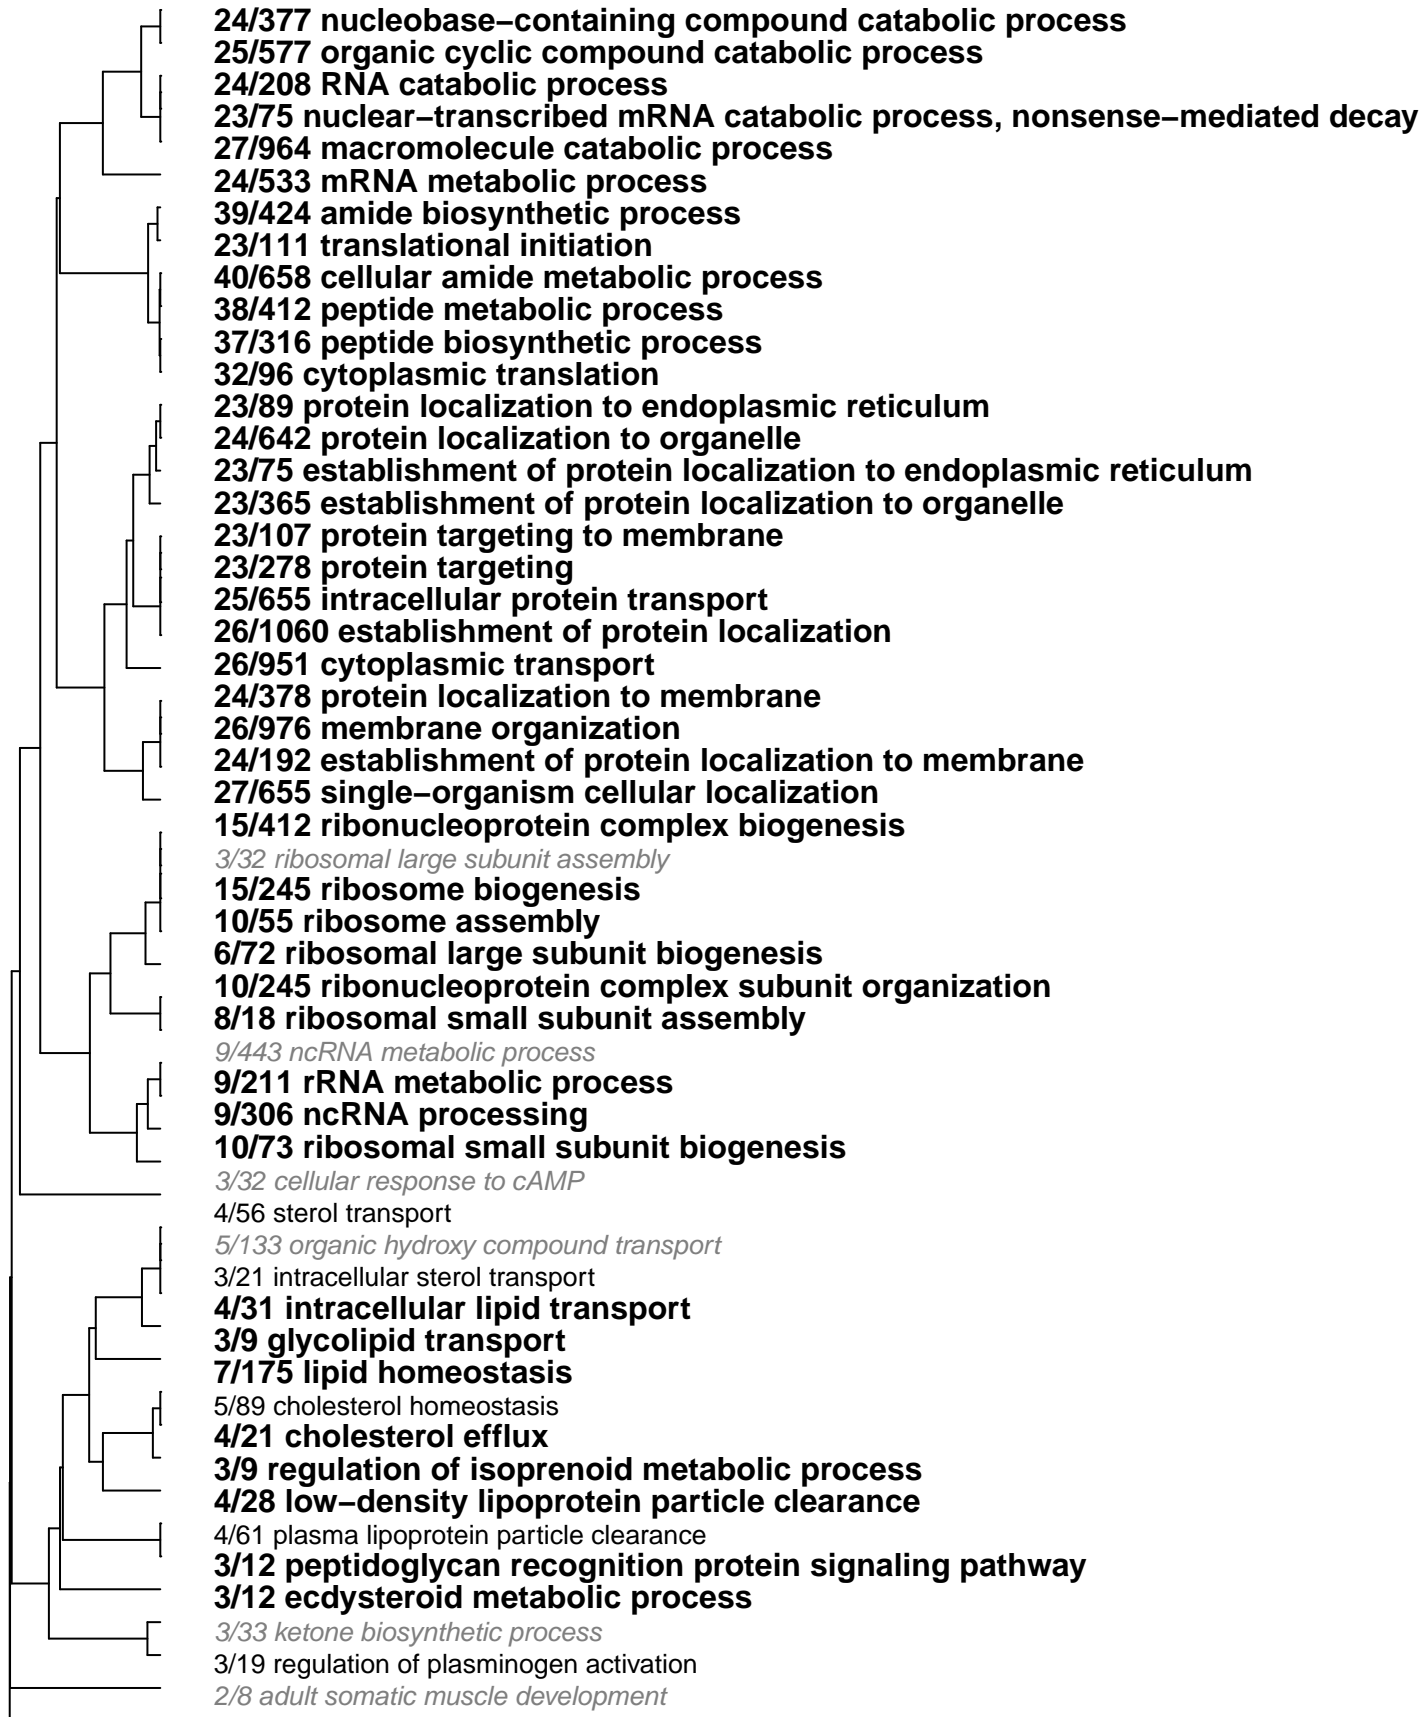 24/377 nucleobase−containing compound catabolic process
25/577 organic cyclic compound catabolic process
24/208 RNA catabolic process
23/75 nuclear−transcribed mRNA catabolic process, nonsense−mediated decay
27/964 macromolecule catabolic process
24/533 mRNA metabolic process
39/424 amide biosynthetic process
23/111 translational initiation
40/658 cellular amide metabolic process
38/412 peptide metabolic process
37/316 peptide biosynthetic process
32/96 cytoplasmic translation
23/89 protein localization to endoplasmic reticulum
24/642 protein localization to organelle
23/75 establishment of protein localization to endoplasmic reticulum
23/365 establishment of protein localization to organelle
23/107 protein targeting to membrane
23/278 protein targeting
25/655 intracellular protein transport
26/1060 establishment of protein localization
26/951 cytoplasmic transport
24/378 protein localization to membrane
26/976 membrane organization
24/192 establishment of protein localization to membrane
27/655 single−organism cellular localization
15/412 ribonucleoprotein complex biogenesis
3/32 ribosomal large subunit assembly
15/245 ribosome biogenesis
10/55 ribosome assembly
6/72 ribosomal large subunit biogenesis
10/245 ribonucleoprotein complex subunit organization
8/18 ribosomal small subunit assembly
9/443 ncRNA metabolic process
9/211 rRNA metabolic process
9/306 ncRNA processing
10/73 ribosomal small subunit biogenesis
3/32 cellular response to cAMP
4/56 sterol transport
5/133 organic hydroxy compound transport
3/21 intracellular sterol transport
4/31 intracellular lipid transport
3/9 glycolipid transport
7/175 lipid homeostasis
5/89 cholesterol homeostasis
4/21 cholesterol efflux
3/9 regulation of isoprenoid metabolic process
4/28 low−density lipoprotein particle clearance
4/61 plasma lipoprotein particle clearance
3/12 peptidoglycan recognition protein signaling pathway
3/12 ecdysteroid metabolic process
3/33 ketone biosynthetic process
3/19 regulation of plasminogen activation
2/8 adult somatic muscle development